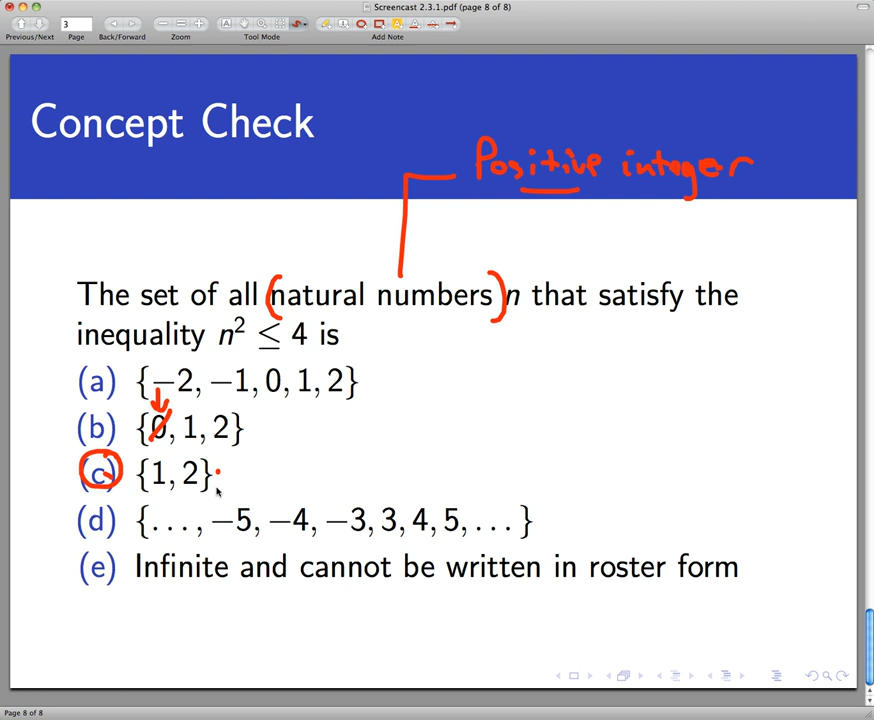 Screencast 2.3.1.pdf (page 8 of 8)
3
Previous/Next Page Back/Forward Zoom Tool Mode Add Note
Concept Check
Positive integer
The set of all (natural numbers) n that satisfy the
inequality n² ≤ 4 is
(a) {−2, −1, 0, 1, 2}
(b) {0, 1, 2}
(c) {1, 2}
(d) {. . . , −5, −4, −3, 3, 4, 5, . . . }
(e) Infinite and cannot be written in roster form
Page 8 of 8